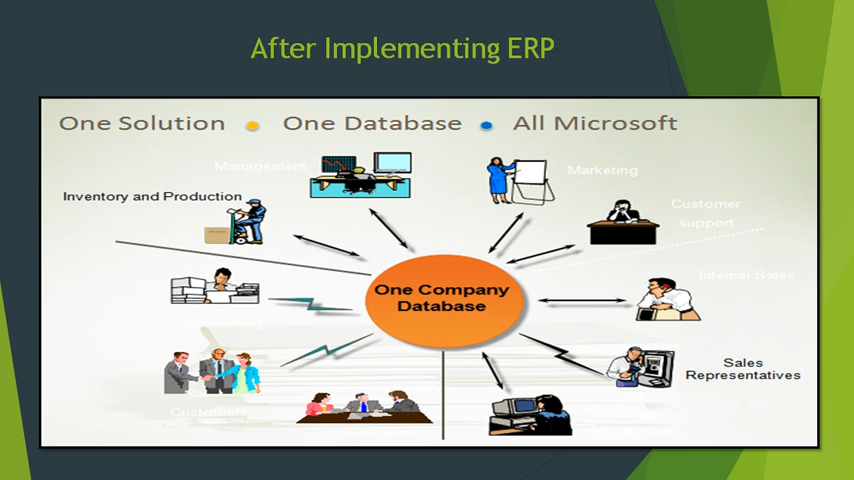 After Implementing ERP
One Solution One Database All Microsoft
Management
Marketing
Inventory and Production
Customer
support
Internal Sales
One Company
Database
Accounting
Sales
Representatives
Customers